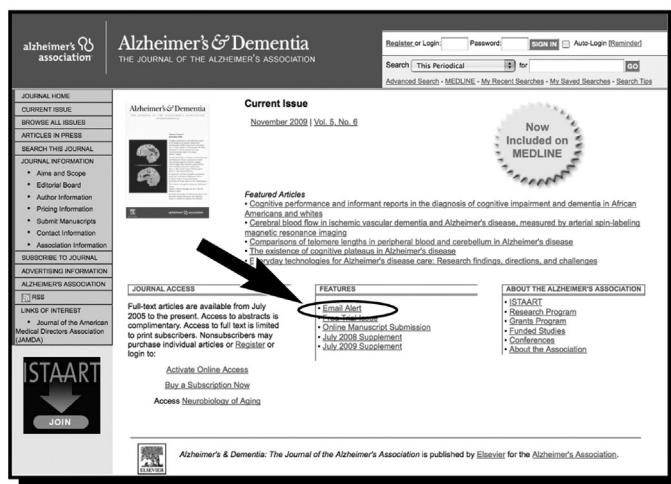 alzheimer's association
Alzheimer's & Dementia
THE JOURNAL OF THE ALZHEIMER'S ASSOCIATION
Register or Login: Password: SIGN IN Auto-Login [Reminder]
Search This Periodical for GO
Advanced Search - MEDLINE - My Recent Searches - My Saved Searches - Search Tips
JOURNAL HOME
CURRENT ISSUE
BROWSE ALL ISSUES
ARTICLES IN PRESS
SEARCH THIS JOURNAL
JOURNAL INFORMATION
• Aims and Scope
• Editorial Board
• Author Information
• Pricing Information
• Submit Manuscripts
• Contact Information
• Association Information
SUBSCRIBE TO JOURNAL
ADVERTISING INFORMATION
ALZHEIMER'S ASSOCIATION
RSS
LINKS OF INTEREST
• Journal of the American
Medical Directors Association
(JAMDA)
ISTAART
JOIN
Alzheimer's & Dementia
Current Issue
November 2009 | Vol. 5, No. 6
Now
Included on
MEDLINE
Featured Articles
• Cognitive performance and informant reports in the diagnosis of cognitive impairment and dementia in African
Americans and whites
• Cerebral blood flow in ischemic vascular dementia and Alzheimer's disease, measured by arterial spin-labeling
magnetic resonance imaging
• Comparisons of telomere lengths in peripheral blood and cerebellum in Alzheimer's disease
• The existence of cognitive plateaus in Alzheimer's disease
• Everyday technologies for Alzheimer's disease care: Research findings, directions, and challenges
JOURNAL ACCESS
Full-text articles are available from July
2005 to the present. Access to abstracts is
complimentary. Access to full text is limited
to print subscribers. Nonsubscribers may
purchase individual articles or Register or
login to:
Activate Online Access
Buy a Subscription Now
Access Neurobiology of Aging
FEATURES
• Email Alert
• Free Trial Issue
• Online Manuscript Submission
• July 2008 Supplement
• July 2009 Supplement
ABOUT THE ALZHEIMER'S ASSOCIATION
• ISTAART
• Research Program
• Grants Program
• Funded Studies
• Conferences
• About the Association
ELSEVIER
Alzheimer's & Dementia: The Journal of the Alzheimer's Association is published by Elsevier for the Alzheimer's Association.